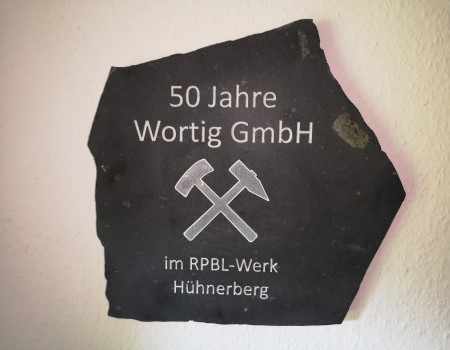 50 Jahre
Wortig GmbH
im RPBL-Werk
Hühnerberg